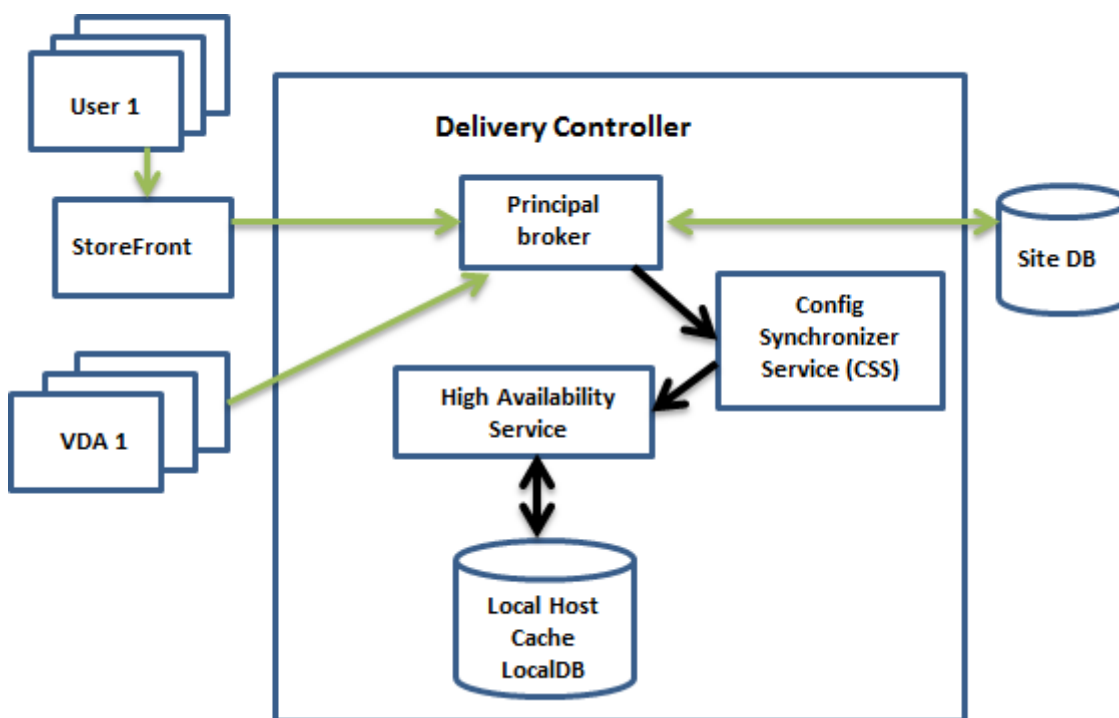 User 1
Delivery Controller
StoreFront
Principal
broker
Site DB
Config
Synchronizer
Service (CSS)
High Availability
Service
VDA 1
Local Host
Cache
LocalDB